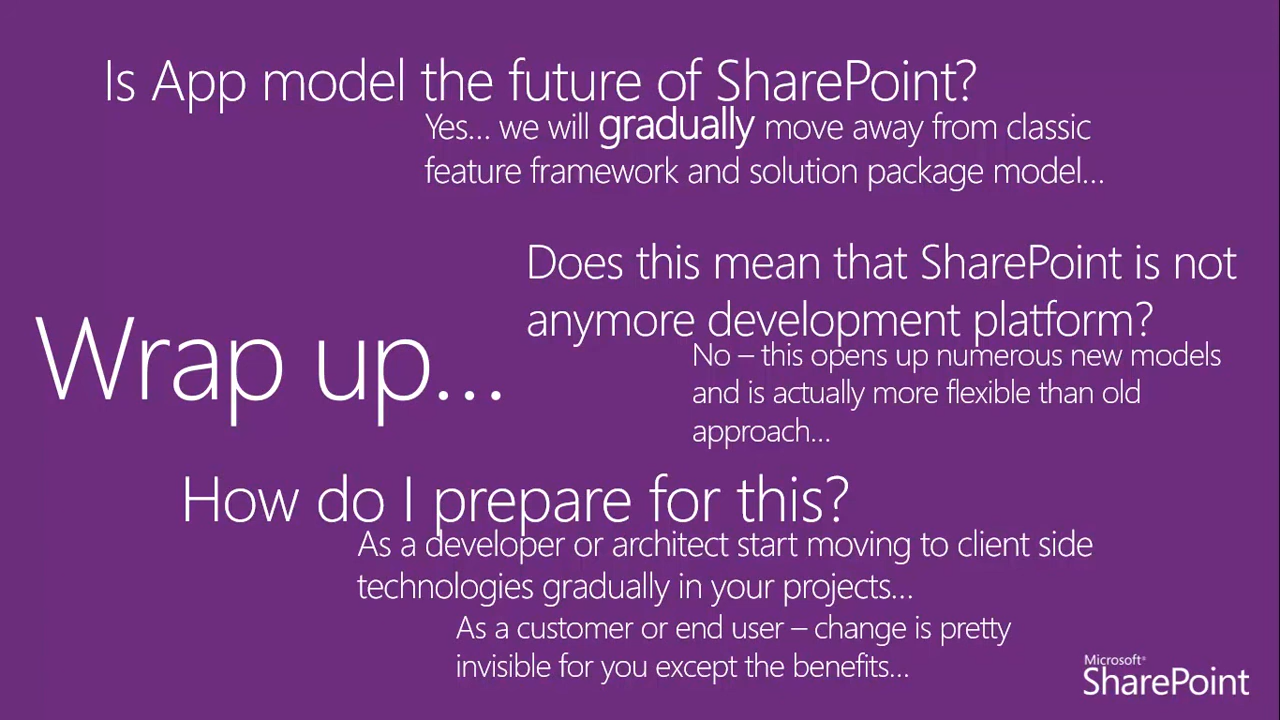 Is App model the future of SharePoint?
Yes... we will gradually move away from classic
feature framework and solution package model...
Does this mean that SharePoint is not
anymore development platform?
No – this opens up numerous new models
and is actually more flexible than old
approach...
Wrap up...
How do I prepare for this?
As a developer or architect start moving to client side
technologies gradually in your projects...
As a customer or end user – change is pretty
invisible for you except the benefits...
Microsoft®
SharePoint